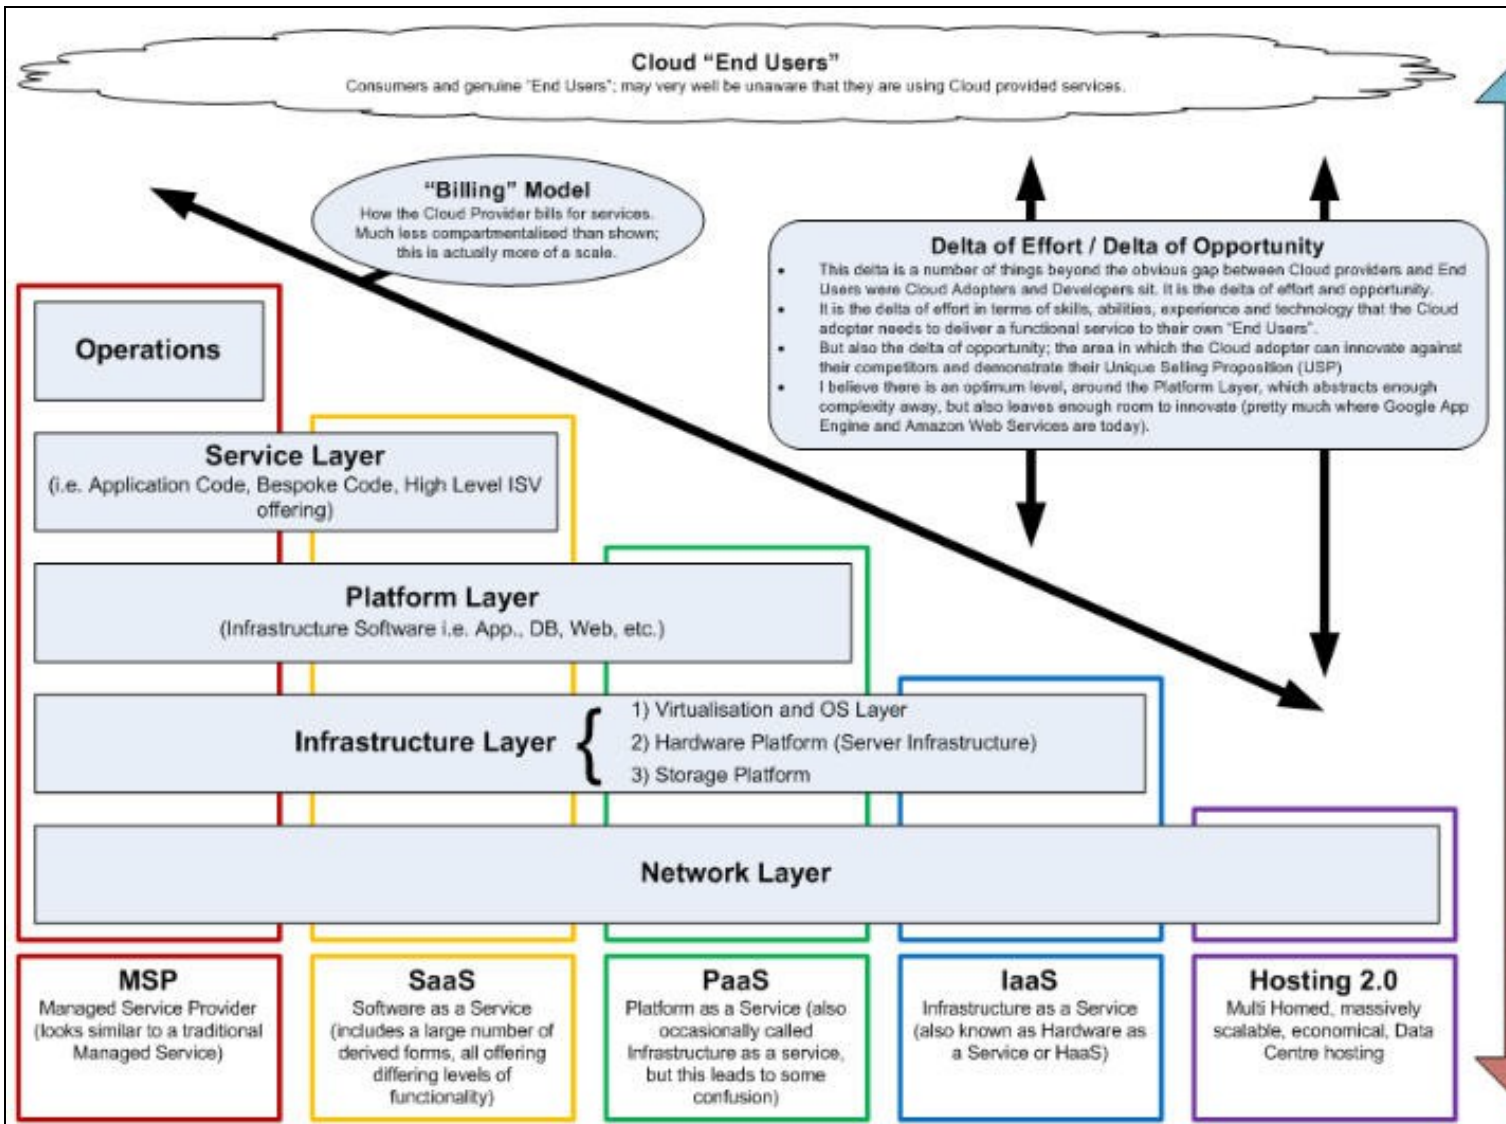 Cloud “End Users”
Consumers and genuine “End Users”; may very well be unaware that they are using Cloud provided services.
“Billing” Model
How the Cloud Provider bills for services.
Much less compartmentalised than shown;
this is actually more of a scale.
Delta of Effort / Delta of Opportunity
• This delta is a number of things beyond the obvious gap between Cloud providers and End
Users were Cloud Adopters and Developers sit. It is the delta of effort and opportunity.
• It is the delta of effort in terms of skills, abilities, experience and technology that the Cloud
adopter needs to deliver a functional service to their own “End Users”.
• But also the delta of opportunity; the area in which the Cloud adopter can innovate against
their competitors and demonstrate their Unique Selling Proposition (USP)
• I believe there is an optimum level, around the Platform Layer, which abstracts enough
complexity away, but also leaves enough room to innovate (pretty much where Google App
Engine and Amazon Web Services are today).
Operations
Service Layer
(i.e. Application Code, Bespoke Code, High Level ISV
offering)
Platform Layer
(Infrastructure Software i.e. App., DB, Web, etc.)
Infrastructure Layer
1) Virtualisation and OS Layer
2) Hardware Platform (Server Infrastructure)
3) Storage Platform
Network Layer
MSP
Managed Service Provider
(looks similar to a traditional
Managed Service)
SaaS
Software as a Service
(includes a large number of
derived forms, all offering
differing levels of
functionality)
PaaS
Platform as a Service (also
occasionally called
Infrastructure as a service,
but this leads to some
confusion)
IaaS
Infrastructure as a Service
(also known as Hardware as
a Service or HaaS)
Hosting 2.0
Multi Homed, massively
scalable, economical, Data
Centre hosting